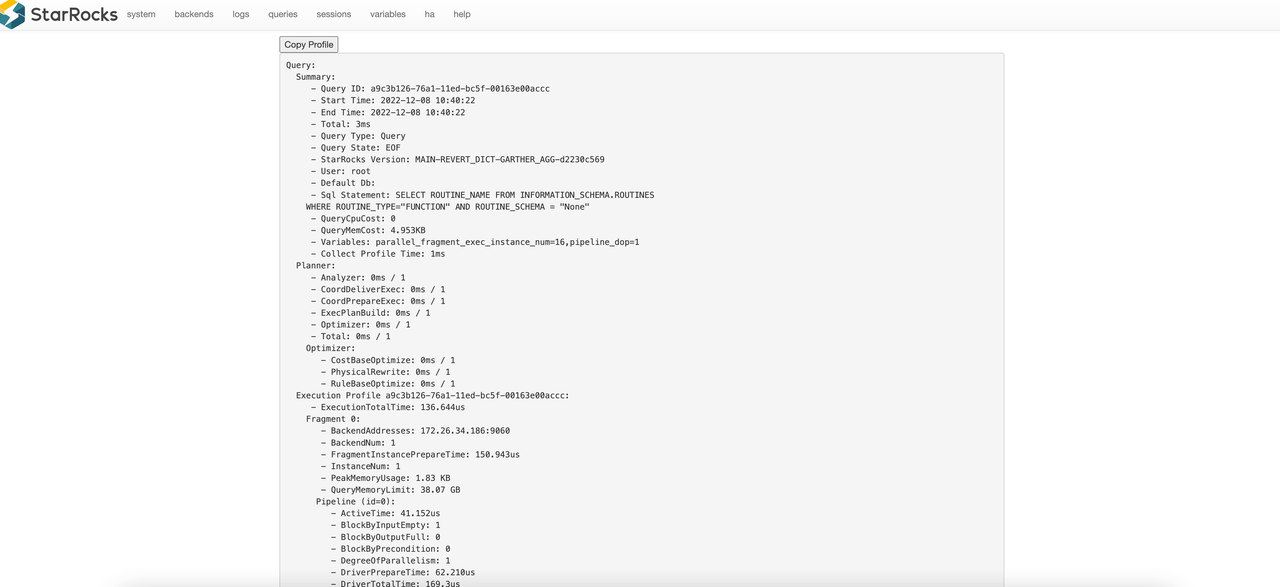 StarRocks system backends logs queries sessions variables ha help
Copy Profile
Query:
Summary:
– Query ID: a9c3b126-76a1-11ed-bc5f-00163e00accc
– Start Time: 2022-12-08 10:40:22
– End Time: 2022-12-08 10:40:22
– Total: 3ms
– Query Type: Query
– Query State: EOF
– StarRocks Version: MAIN-REVERT_DICT-GARTHER_AGG-d2230c569
– User: root
– Default Db:
– Sql Statement: SELECT ROUTINE_NAME FROM INFORMATION_SCHEMA.ROUTINES
WHERE ROUTINE_TYPE="FUNCTION" AND ROUTINE_SCHEMA = "None"
– QueryCpuCost: 0
– QueryMemCost: 4.953KB
– Variables: parallel_fragment_exec_instance_num=16,pipeline_dop=1
– Collect Profile Time: 1ms
Planner:
– Analyzer: 0ms / 1
– CoordDeliverExec: 0ms / 1
– CoordPrepareExec: 0ms / 1
– ExecPlanBuild: 0ms / 1
– Optimizer: 0ms / 1
– Total: 0ms / 1
Optimizer:
– CostBaseOptimize: 0ms / 1
– PhysicalRewrite: 0ms / 1
– RuleBaseOptimize: 0ms / 1
Execution Profile a9c3b126-76a1-11ed-bc5f-00163e00accc:
– ExecutionTotalTime: 136.644us
Fragment 0:
– BackendAddresses: 172.26.34.186:9060
– BackendNum: 1
– FragmentInstancePrepareTime: 150.943us
– InstanceNum: 1
– PeakMemoryUsage: 1.83 KB
– QueryMemoryLimit: 38.07 GB
Pipeline (id=0):
– ActiveTime: 41.152us
– BlockByInputEmpty: 1
– BlockByOutputFull: 0
– BlockByPrecondition: 0
– DegreeOfParallelism: 1
– DriverPrepareTime: 62.210us
– DriverTotalTime: 169.3us